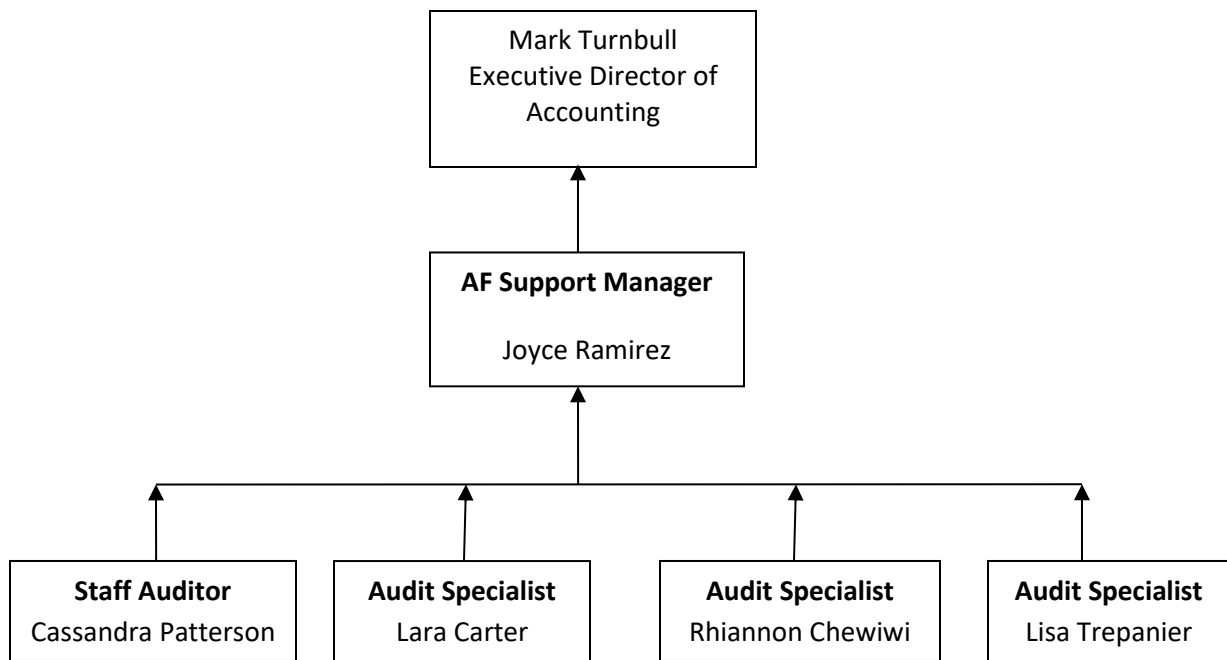 Mark Turnbull
Executive Director of
Accounting
AF Support Manager
Joyce Ramirez
Staff Auditor
Cassandra Patterson
Audit Specialist
Lara Carter
Audit Specialist
Rhiannon Chewiwi
Audit Specialist
Lisa Trepanier